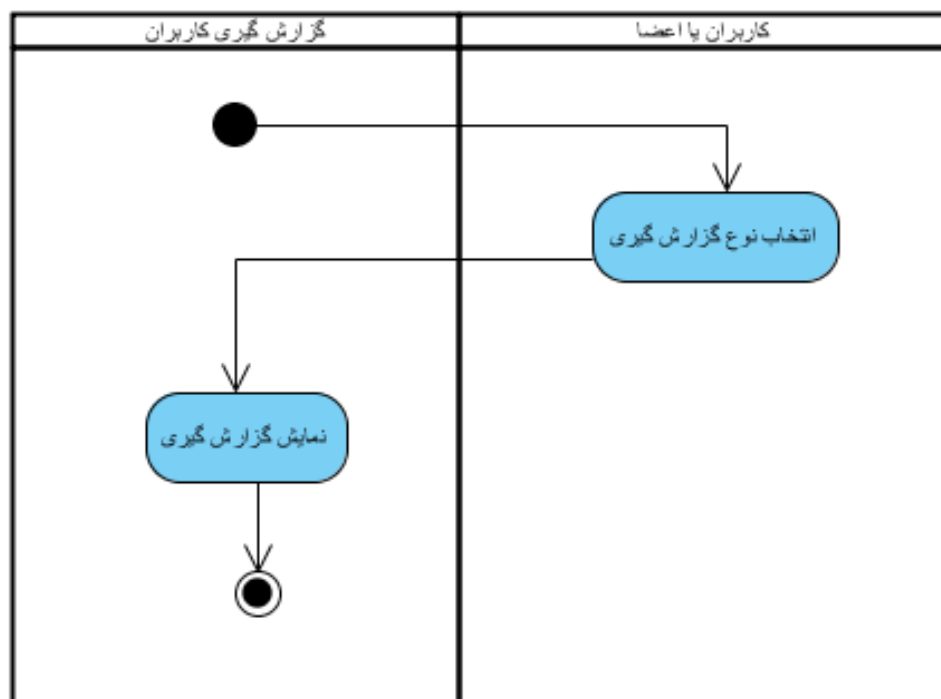 کاربران یا اعضا
گزارش گیری کاربران
انتخاب نوع گزارش گیری
نمایش گزارش گیری